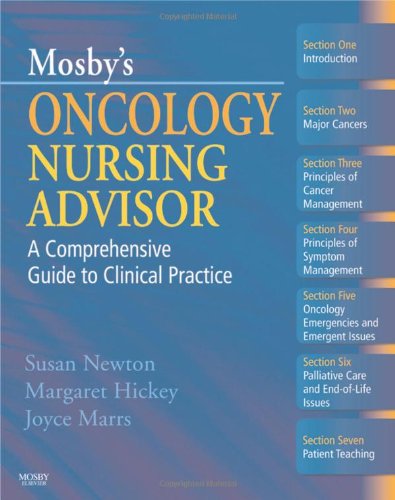 Mosby's
ONCOLOGY
NURSING
ADVISOR
A Comprehensive
Guide to Clinical Practice
Susan Newton
Margaret Hickey
Joyce Marrs
MOSBY
ELSEVIER
Section One
Introduction
Section Two
Major Cancers
Section Three
Principles of
Cancer
Management
Section Four
Principles of
Symptom
Management
Section Five
Oncology
Emergencies and
Emergent Issues
Section Six
Palliative Care
and End-of-Life
Issues
Section Seven
Patient Teaching